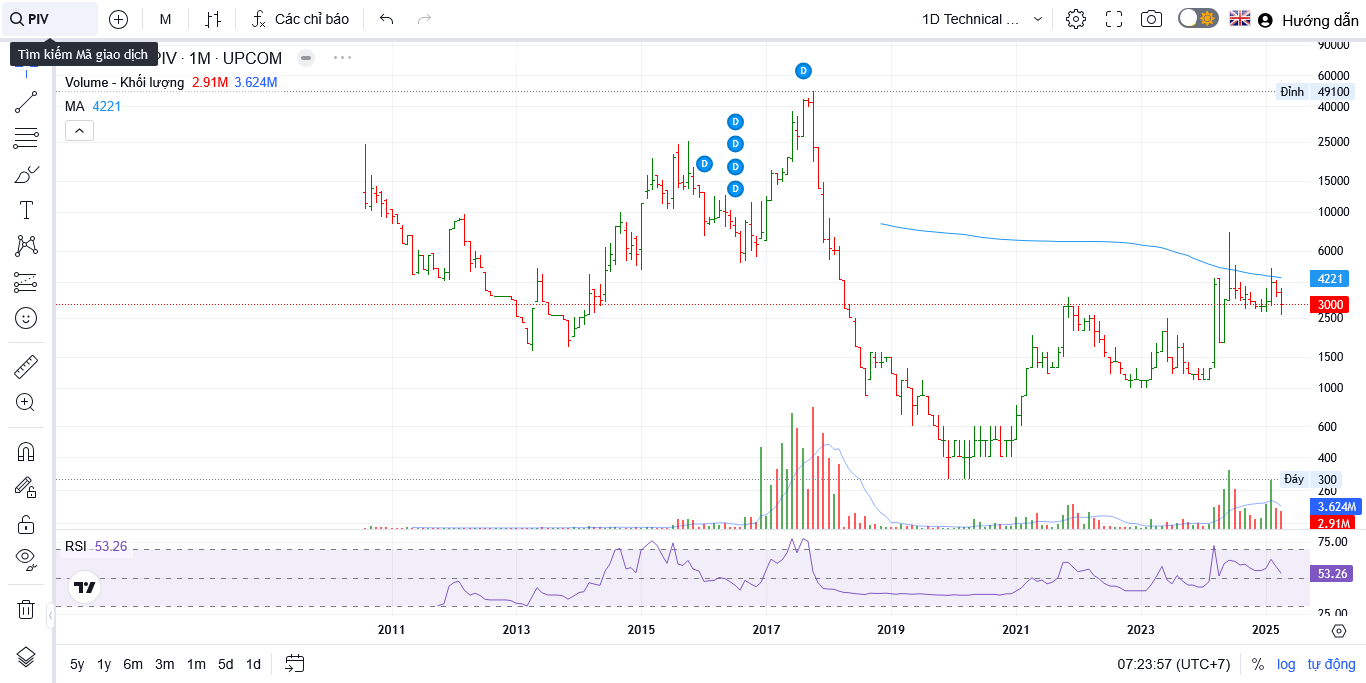 PIV
M
Các chỉ báo
1D Technical ...
Hướng dẫn
Tìm kiếm Mã giao dịch
PIV · 1M · UPCOM
Volume - Khối lượng 2.91M 3.624M
MA 4221
D
D
D
D
D
D
90000
60000
Đỉnh 49100
40000
25000
15000
10000
6000
4221
3000
2500
1500
1000
600
400
Đáy 300
260
3.624M
2.91M
RSI 53.26
75.00
53.26
25.00
2011 2013 2015 2017 2019 2021 2023 2025
5y 1y 6m 3m 1m 5d 1d
07:23:57 (UTC+7) % log tự động